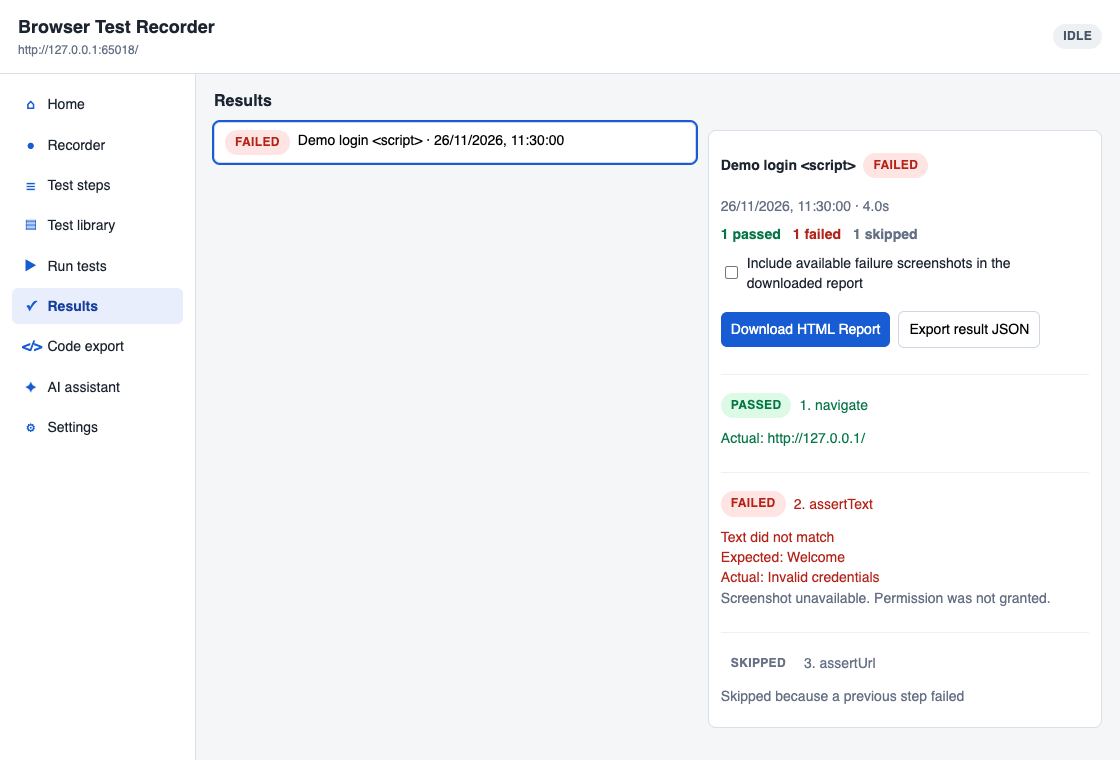 Browser Test Recorder
http://127.0.0.1:65018/
IDLE
Home
Recorder
Test steps
Test library
Run tests
Results
Code export
AI assistant
Settings
Results
FAILED Demo login <script> · 26/11/2026, 11:30:00
Demo login <script> FAILED
26/11/2026, 11:30:00 · 4.0s
1 passed 1 failed 1 skipped
Include available failure screenshots in the
downloaded report
Download HTML Report
Export result JSON
PASSED 1. navigate
Actual: http://127.0.0.1/
FAILED 2. assertText
Text did not match
Expected: Welcome
Actual: Invalid credentials
Screenshot unavailable. Permission was not granted.
SKIPPED 3. assertUrl
Skipped because a previous step failed